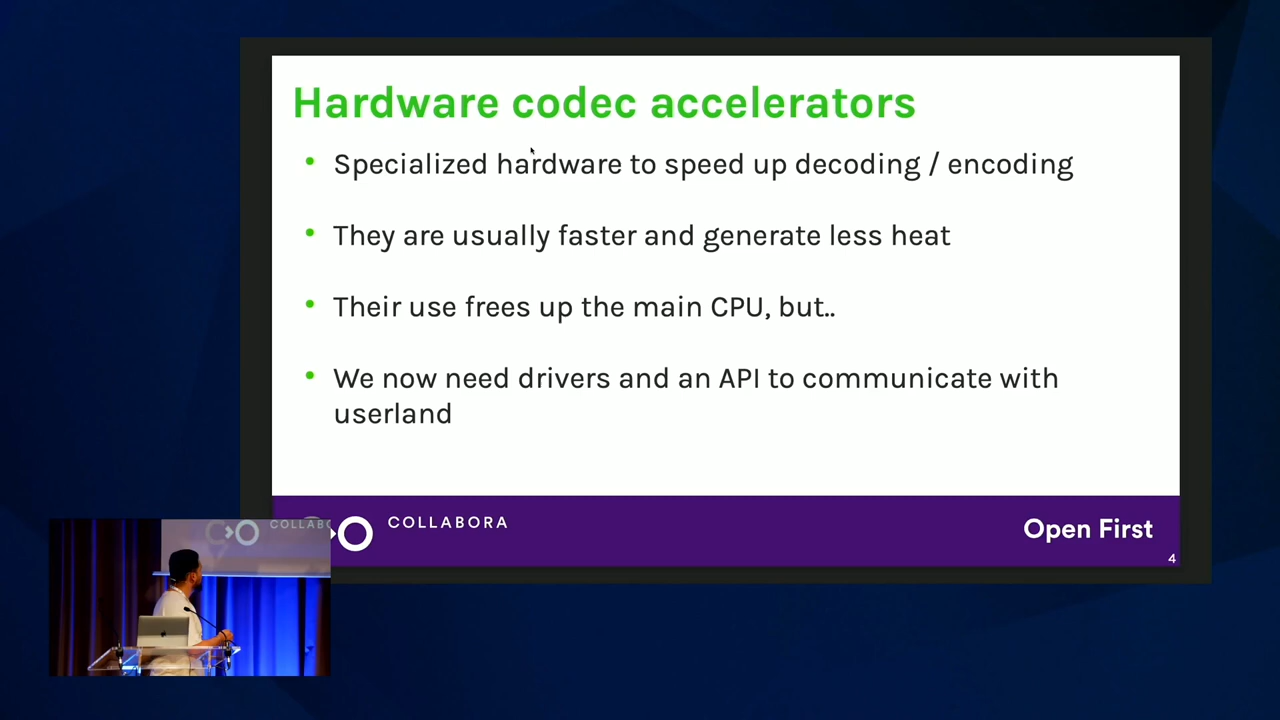 Hardware codec accelerators
Specialized hardware to speed up decoding / encoding
They are usually faster and generate less heat
Their use frees up the main CPU, but..
We now need drivers and an API to communicate with
userland
COLLABORA
Open First
4
COLLABO